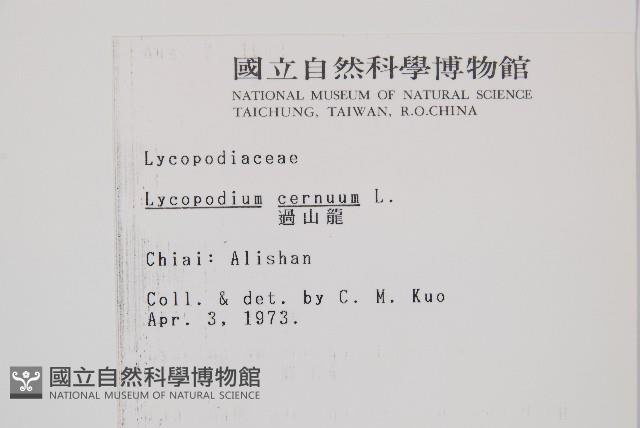 國立自然科學博物館
NATIONAL MUSEUM OF NATURAL SCIENCE
TAICHUNG, TAIWAN, R.O.CHINA
Lycopodiaceae
Lycopodium cernuum L.
過山龍
Chiai: Alishan
Coll. & det. by C. M. Kuo
Apr. 3, 1973.
國立自然科學博物館
NATIONAL MUSEUM OF NATURAL SCIENCE